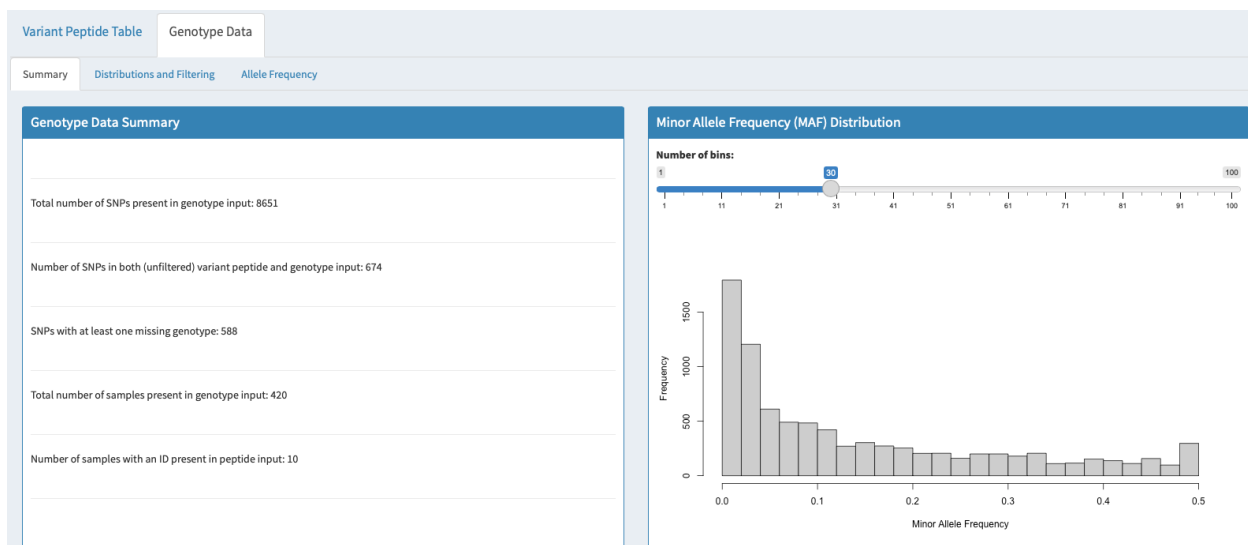 Variant Peptide Table
Genotype Data
Summary
Distributions and Filtering
Allele Frequency
Genotype Data Summary
Total number of SNPs present in genotype input: 8651
Number of SNPs in both (unfiltered) variant peptide and genotype input: 674
SNPs with at least one missing genotype: 588
Total number of samples present in genotype input: 420
Number of samples with an ID present in peptide input: 10
Minor Allele Frequency (MAF) Distribution
Number of bins:
1 30 100
1 11 21 31 41 51 61 71 81 91 100
Frequency
1500
1000
500
0
0.0 0.1 0.2 0.3 0.4 0.5
Minor Allele Frequency